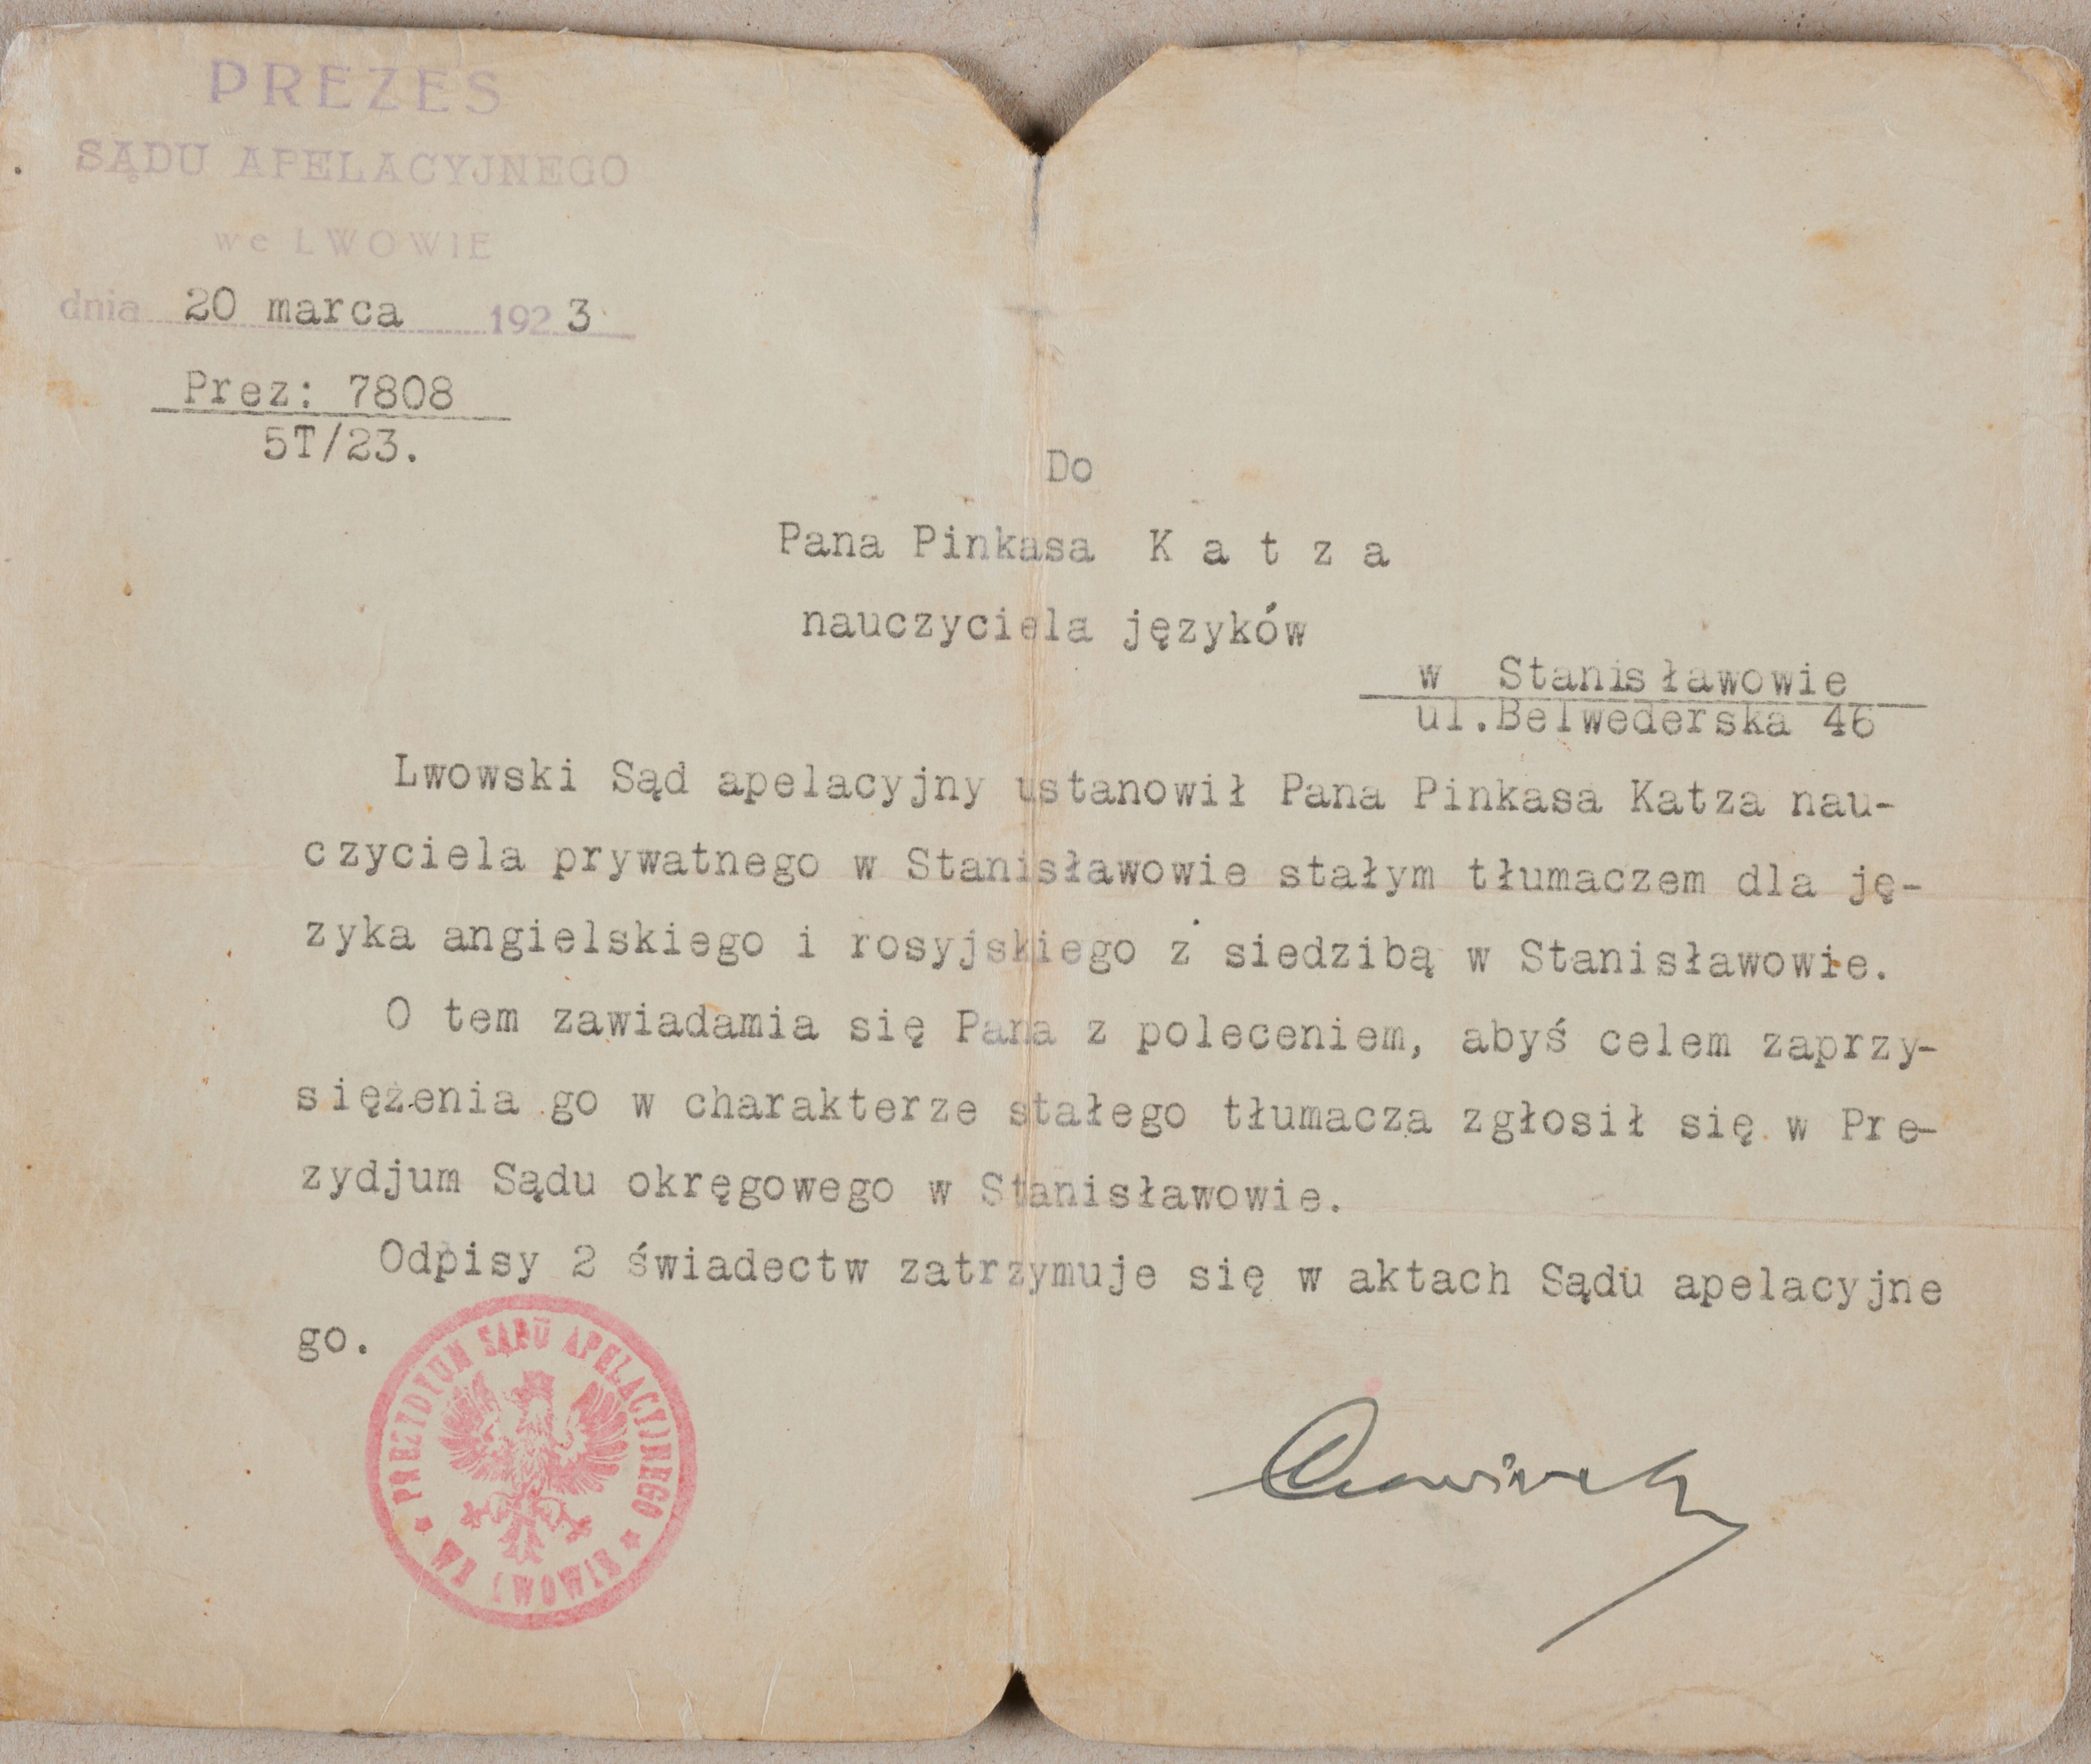 PREZES
SĄDU APELACYJNEGO
we LWOWIE
dnia 20 marca 1923
Prez: 7808
5T/23.
Do
Pana Pinkasa K a t z a
nauczyciela języków
w Stanisławowie
ul.Belwederska 46
Lwowski Sąd apelacyjny ustanowił Pana Pinkasa Katza nau-
czyciela prywatnego w Stanisławowie stałym tłumaczem dla ję-
zyka angielskiego i rosyjskiego z siedzibą w Stanisławowie.
O tem zawiadamia się Pana z poleceniem, abyś celem zaprzy-
siężenia go w charakterze stałego tłumacza zgłosił się w Pre-
zydjum Sądu okręgowego w Stanisławowie.
Odpisy 2 świadectw zatrzymuje się w aktach Sądu apelacyjne
go.
PREZYDYUM SĄDU APELACYJNEGO
WE LWOWIE